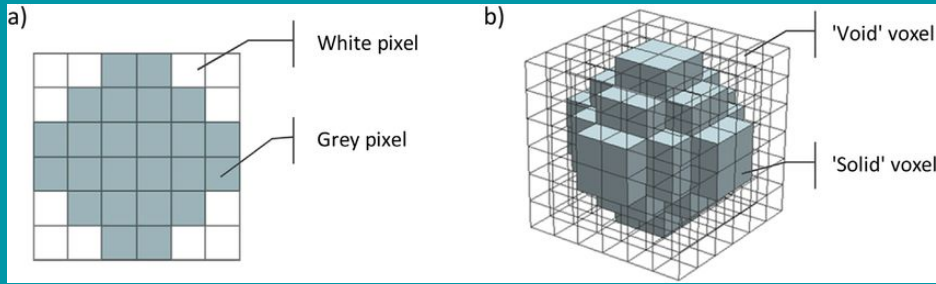 a)
White pixel
Grey pixel
b)
'Void' voxel
'Solid' voxel